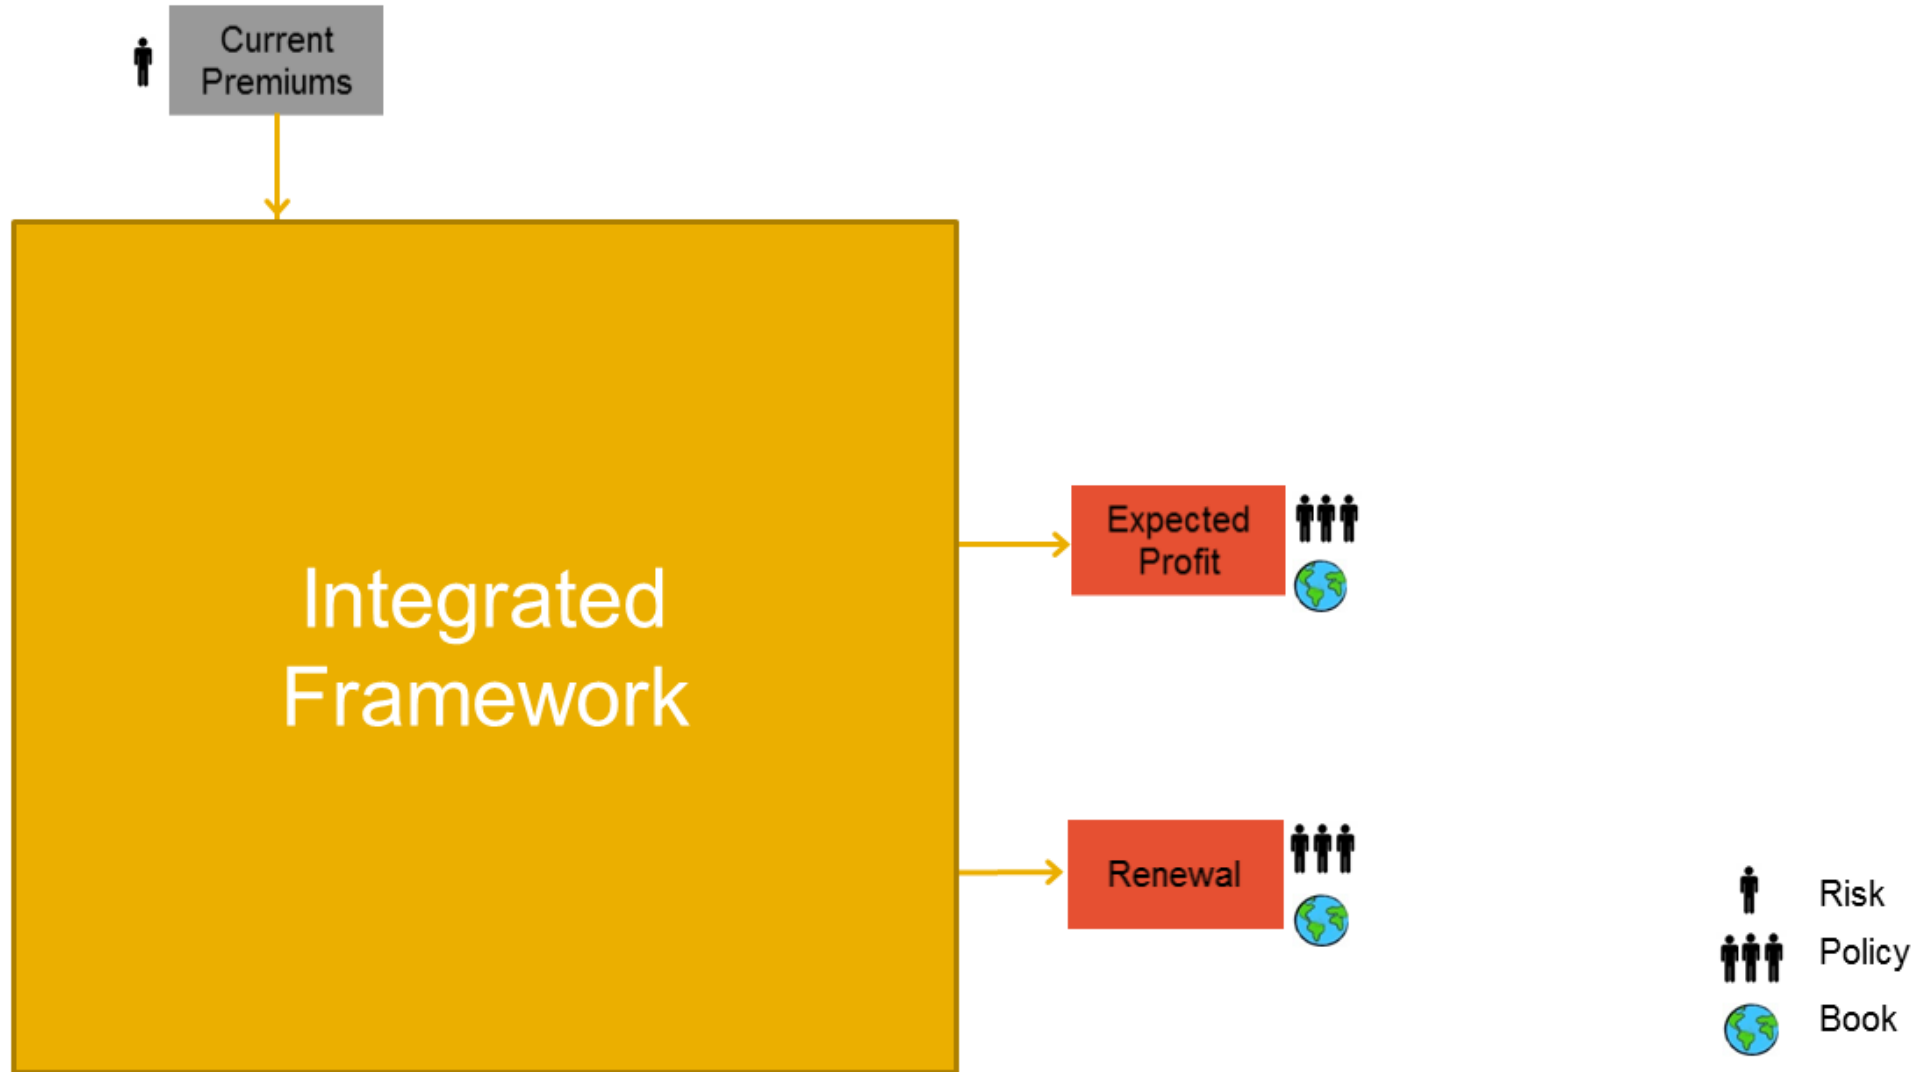 Current
Premiums
Integrated
Framework
Expected
Profit
Renewal
Risk
Policy
Book